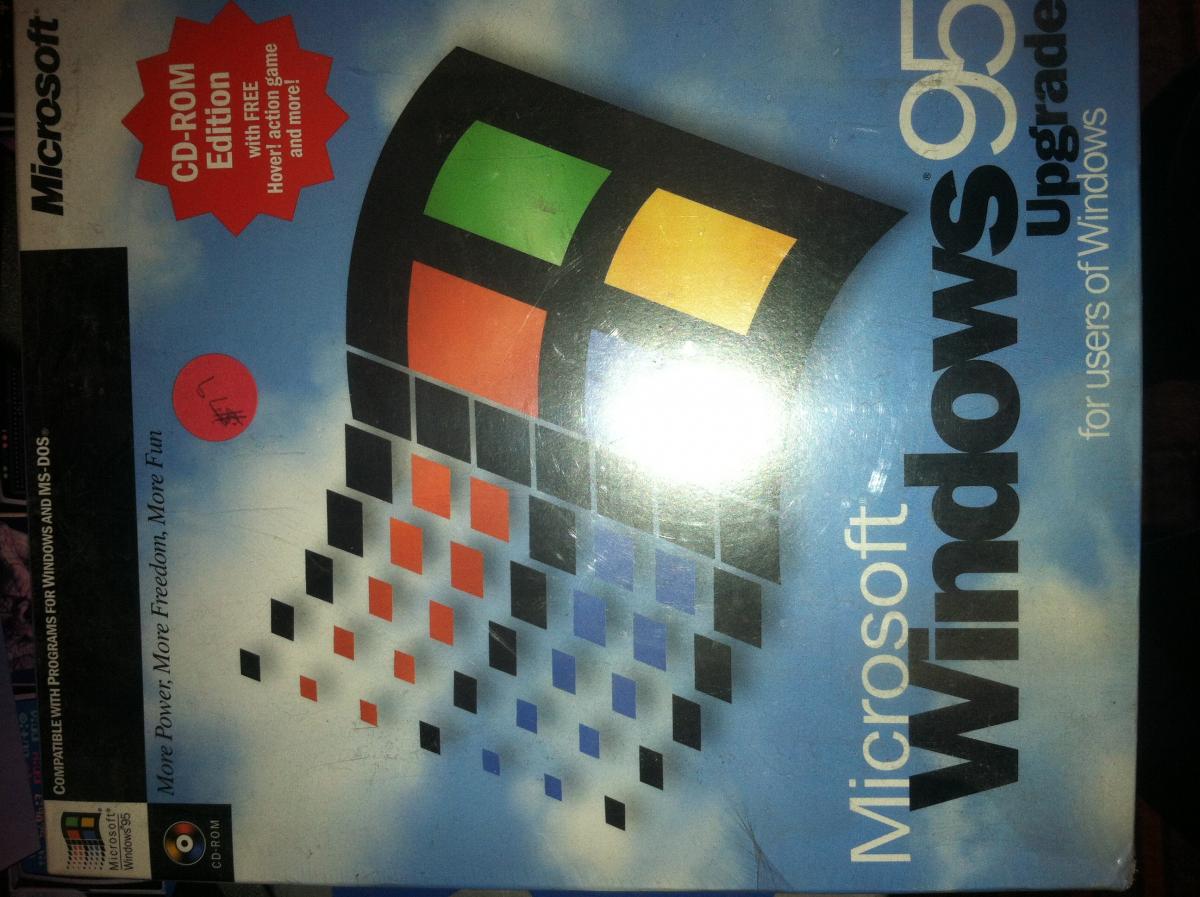 COMPATIBLE WITH PROGRAMS FOR WINDOWS AND MS-DOS®
Microsoft®
Microsoft®
Windows®95
CD-ROM
More Power, More Freedom, More Fun
CD-ROM
Edition
with FREE
Hover! action game
and more!
$79
Microsoft®
Windows®95
Upgrade
for users of Windows